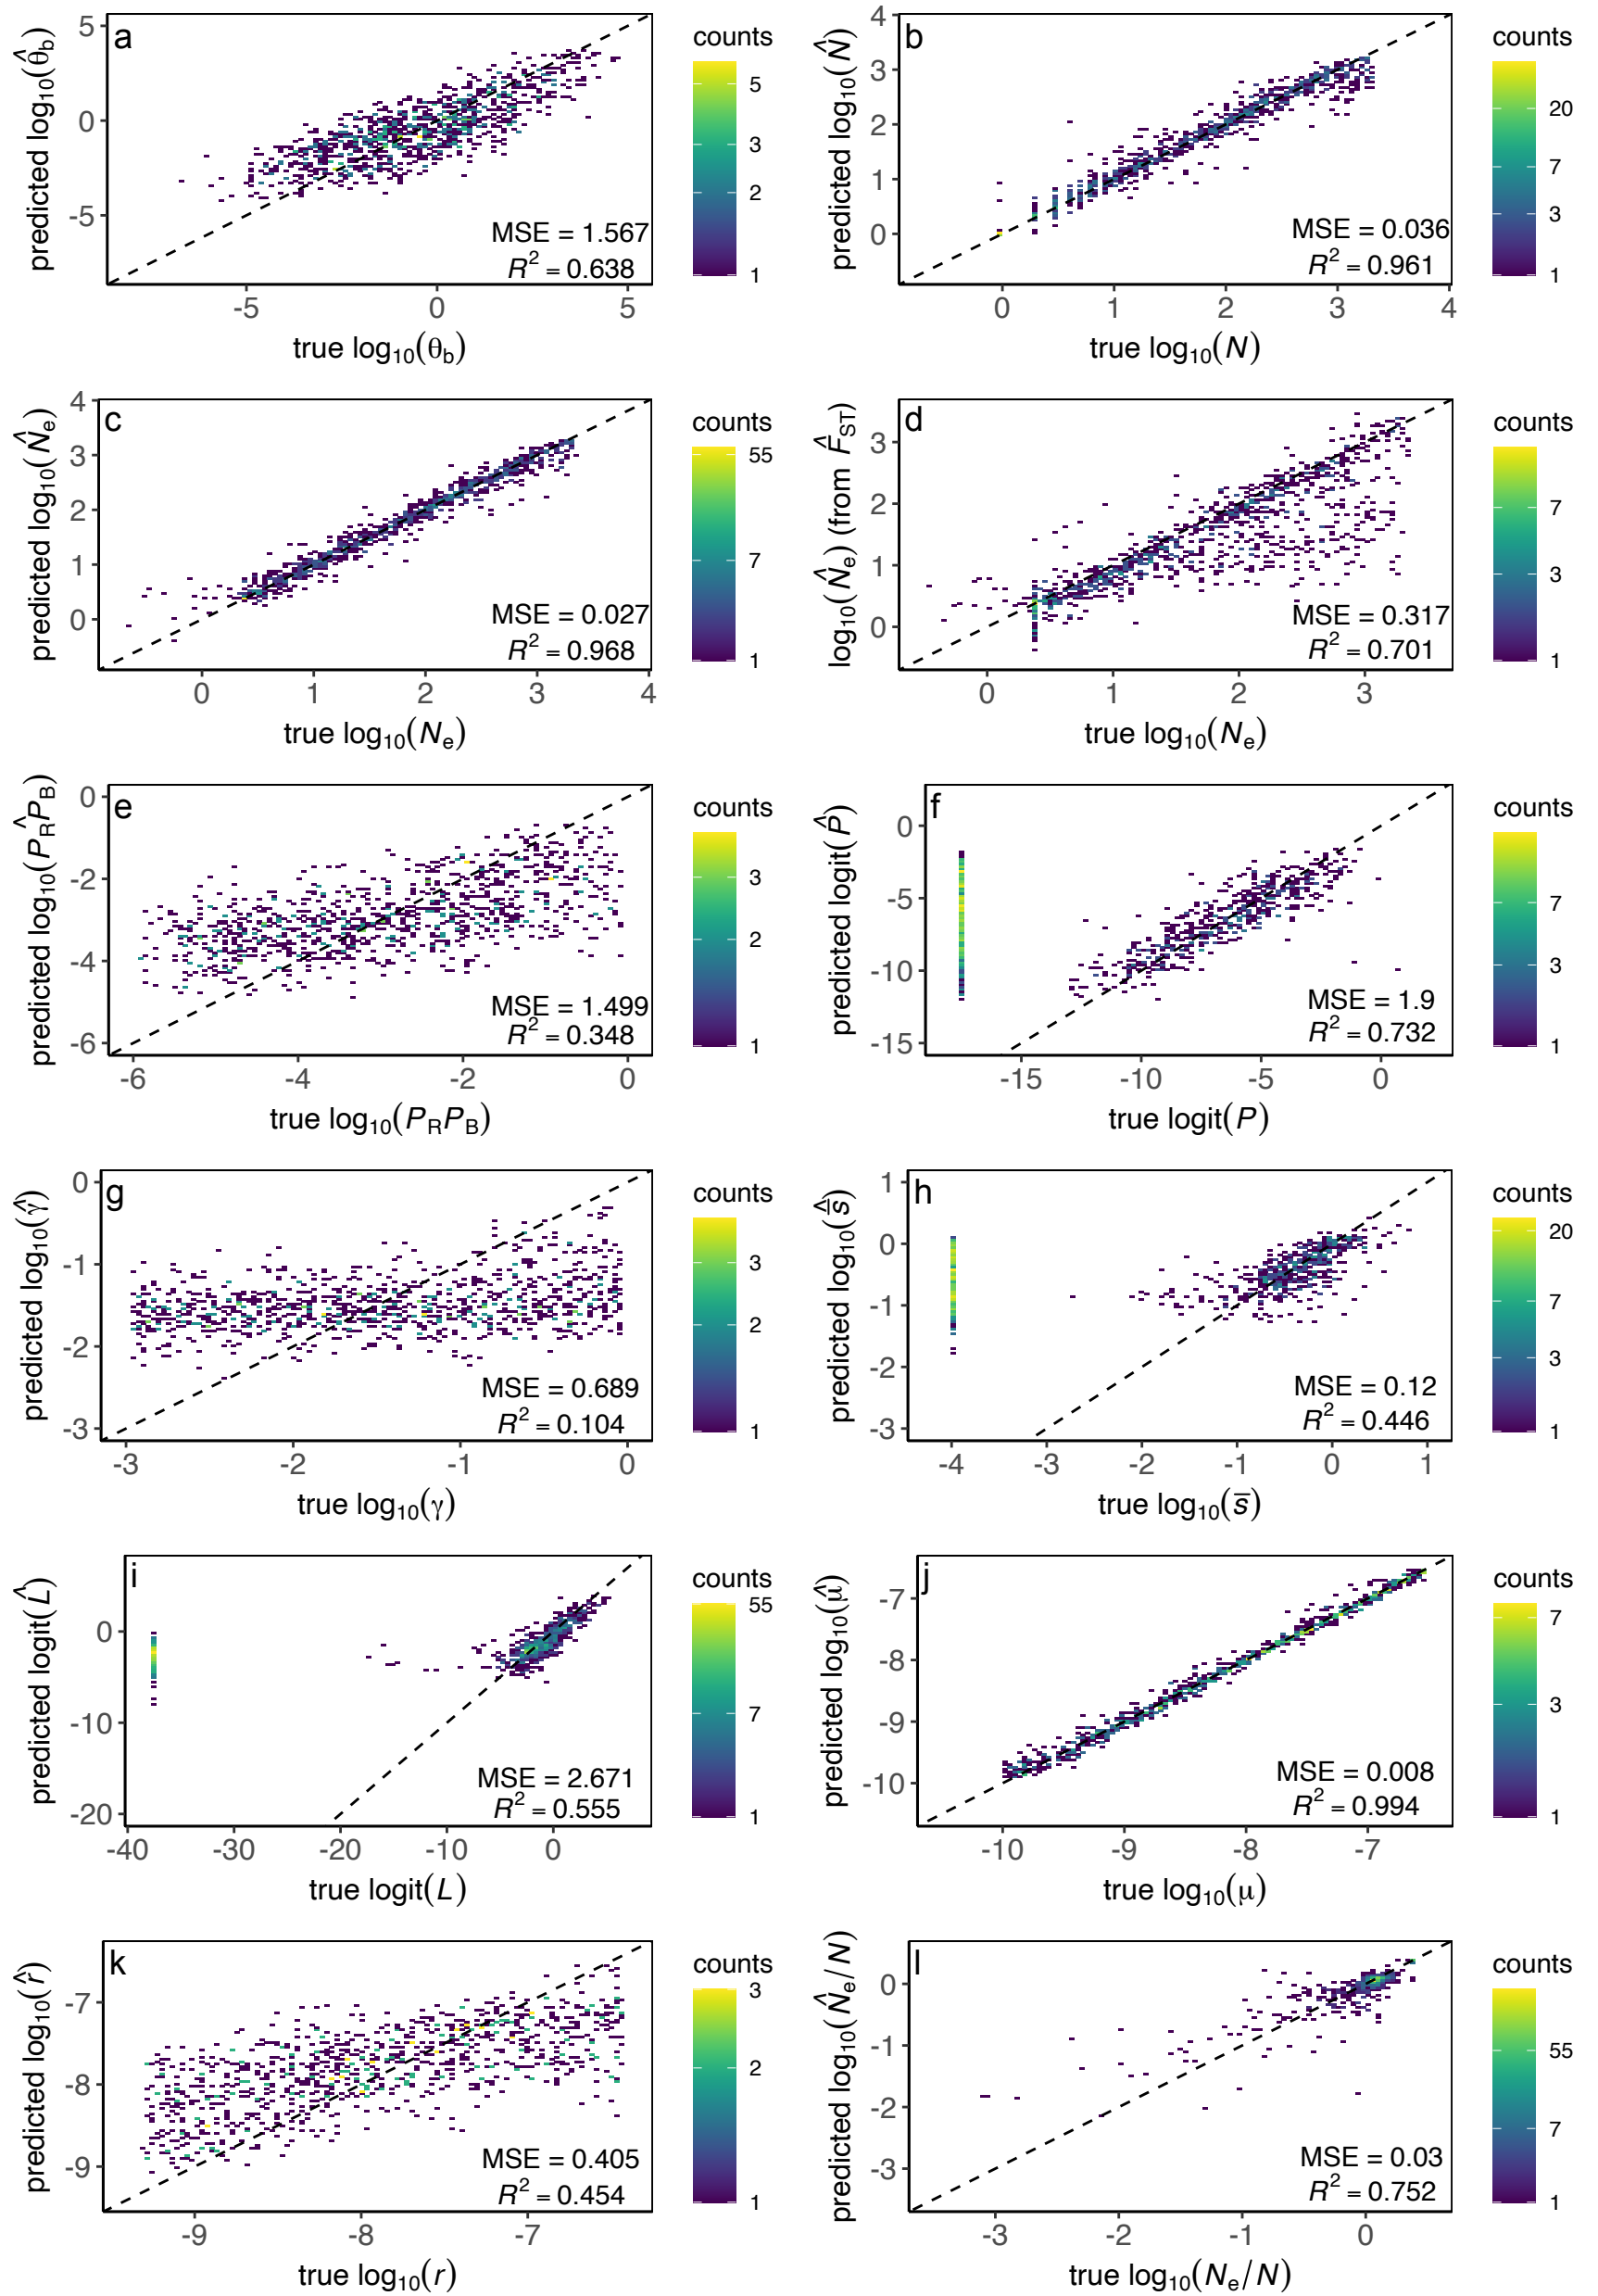 a
predicted log10(θ̂b)
5
0
-5
MSE = 1.567
R² = 0.638
-5 0 5
true log10(θb)
counts
5
3
2
1
b
predicted log10(N̂)
4
3
2
1
0
MSE = 0.036
R² = 0.961
0 1 2 3 4
true log10(N)
counts
20
7
3
1
c
predicted log10(N̂e)
4
3
2
1
0
MSE = 0.027
R² = 0.968
0 1 2 3 4
true log10(Ne)
counts
55
7
1
d
log10(N̂e) (from F̂ST)
3
2
1
0
MSE = 0.317
R² = 0.701
0 1 2 3
true log10(Ne)
counts
7
3
1
e
predicted log10(PR^PB)
0
-2
-4
-6
MSE = 1.499
R² = 0.348
-6 -4 -2 0
true log10(PRPB)
counts
3
2
1
f
predicted logit(P̂)
0
-5
-10
-15
MSE = 1.9
R² = 0.732
-15 -10 -5 0
true logit(P)
counts
7
3
1
g
predicted log10(γ̂)
0
-1
-2
-3
MSE = 0.689
R² = 0.104
-3 -2 -1 0
true log10(γ)
counts
3
2
1
h
predicted log10(s̄̂)
1
0
-1
-2
-3
MSE = 0.12
R² = 0.446
-4 -3 -2 -1 0 1
true log10(s̄)
counts
20
7
3
1
i
predicted logit(L̂)
0
-10
-20
MSE = 2.671
R² = 0.555
-40 -30 -20 -10 0
true logit(L)
counts
55
7
1
j
predicted log10(μ̂)
-7
-8
-9
-10
MSE = 0.008
R² = 0.994
-10 -9 -8 -7
true log10(μ)
counts
7
3
1
k
predicted log10(r̂)
-7
-8
-9
MSE = 0.405
R² = 0.454
-9 -8 -7
true log10(r)
counts
3
2
1
l
predicted log10(N̂e/N)
0
-1
-2
-3
MSE = 0.03
R² = 0.752
-3 -2 -1 0
true log10(Ne/N)
counts
55
7
1